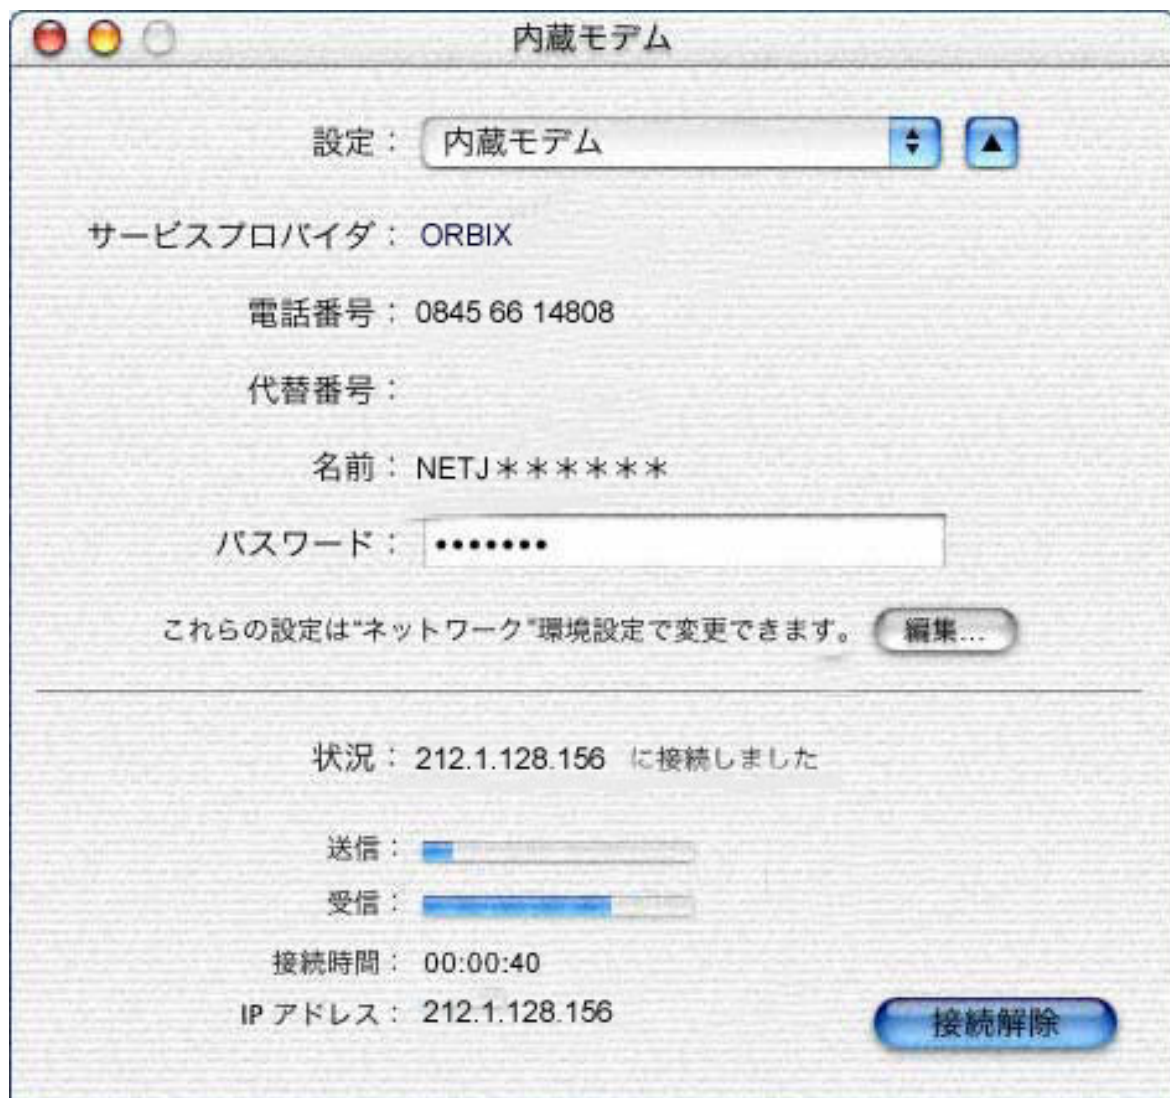 内蔵モデム
設定： 内蔵モデム
サービスプロバイダ： ORBIX
電話番号： 0845 66 14808
代替番号：
名前： NETJ＊＊＊＊＊＊
パスワード： •••••••
これらの設定は“ネットワーク”環境設定で変更できます。 編集...
状況： 212.1.128.156 に接続しました
送信：
受信：
接続時間： 00:00:40
IP アドレス： 212.1.128.156
接続解除